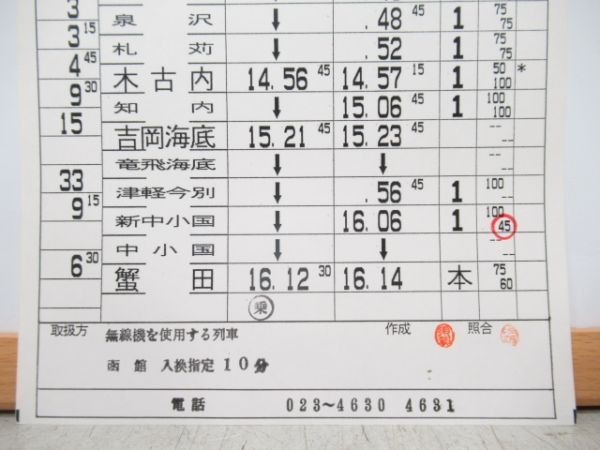 3
泉沢 ↓ .48 45 1 75 75
3 15
札苅 ↓ .52 1 75 75
4 45
木古内 14.56 45 14.57 15 1 50 100 *
9 30
知内 ↓ 15.06 45 1 100 100
15
吉岡海底 15.21 45 15.23 45 -- --
竜飛海底 ↓ ↓ -- --
33
津軽今別 ↓ .56 45 1 100 --
9 15
新中小国 ↓ 16.06 1 100 45
中小国 ↓ ↓ -- --
6 30
蟹田 16.12 30 16.14 本 75 60
乗
取扱方 無線機を使用する列車 作成 照合
函館 入換指定 10分
電話 023~4630 4631